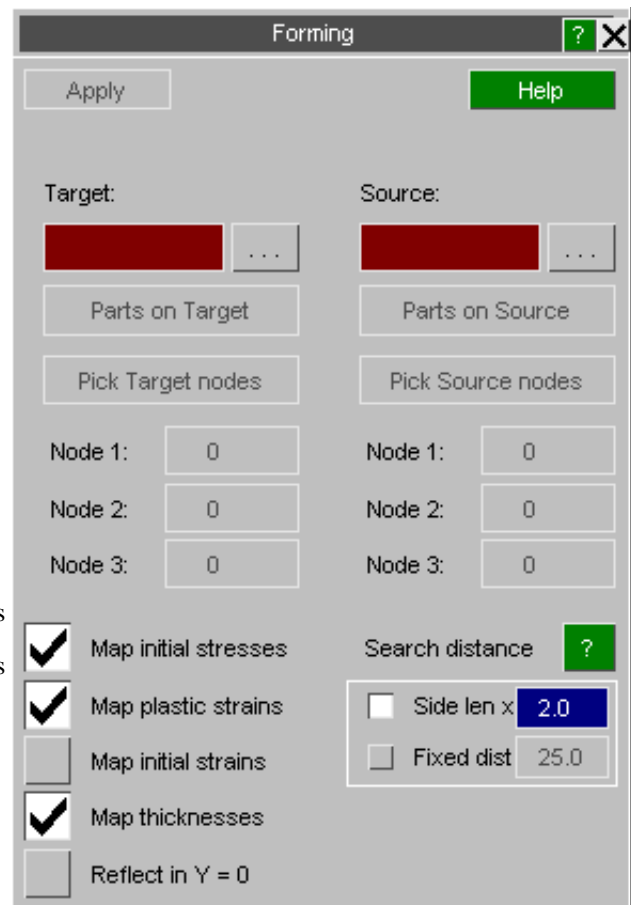 Forming ?
Apply Help
Target: Source:
... ...
Parts on Target Parts on Source
Pick Target nodes Pick Source nodes
Node 1: 0 Node 1: 0
Node 2: 0 Node 2: 0
Node 3: 0 Node 3: 0
s
Map initial stresses Search distance ?
s
Map plastic strains Side len x 2.0
Map initial strains Fixed dist 25.0
Map thicknesses
Reflect in Y = 0